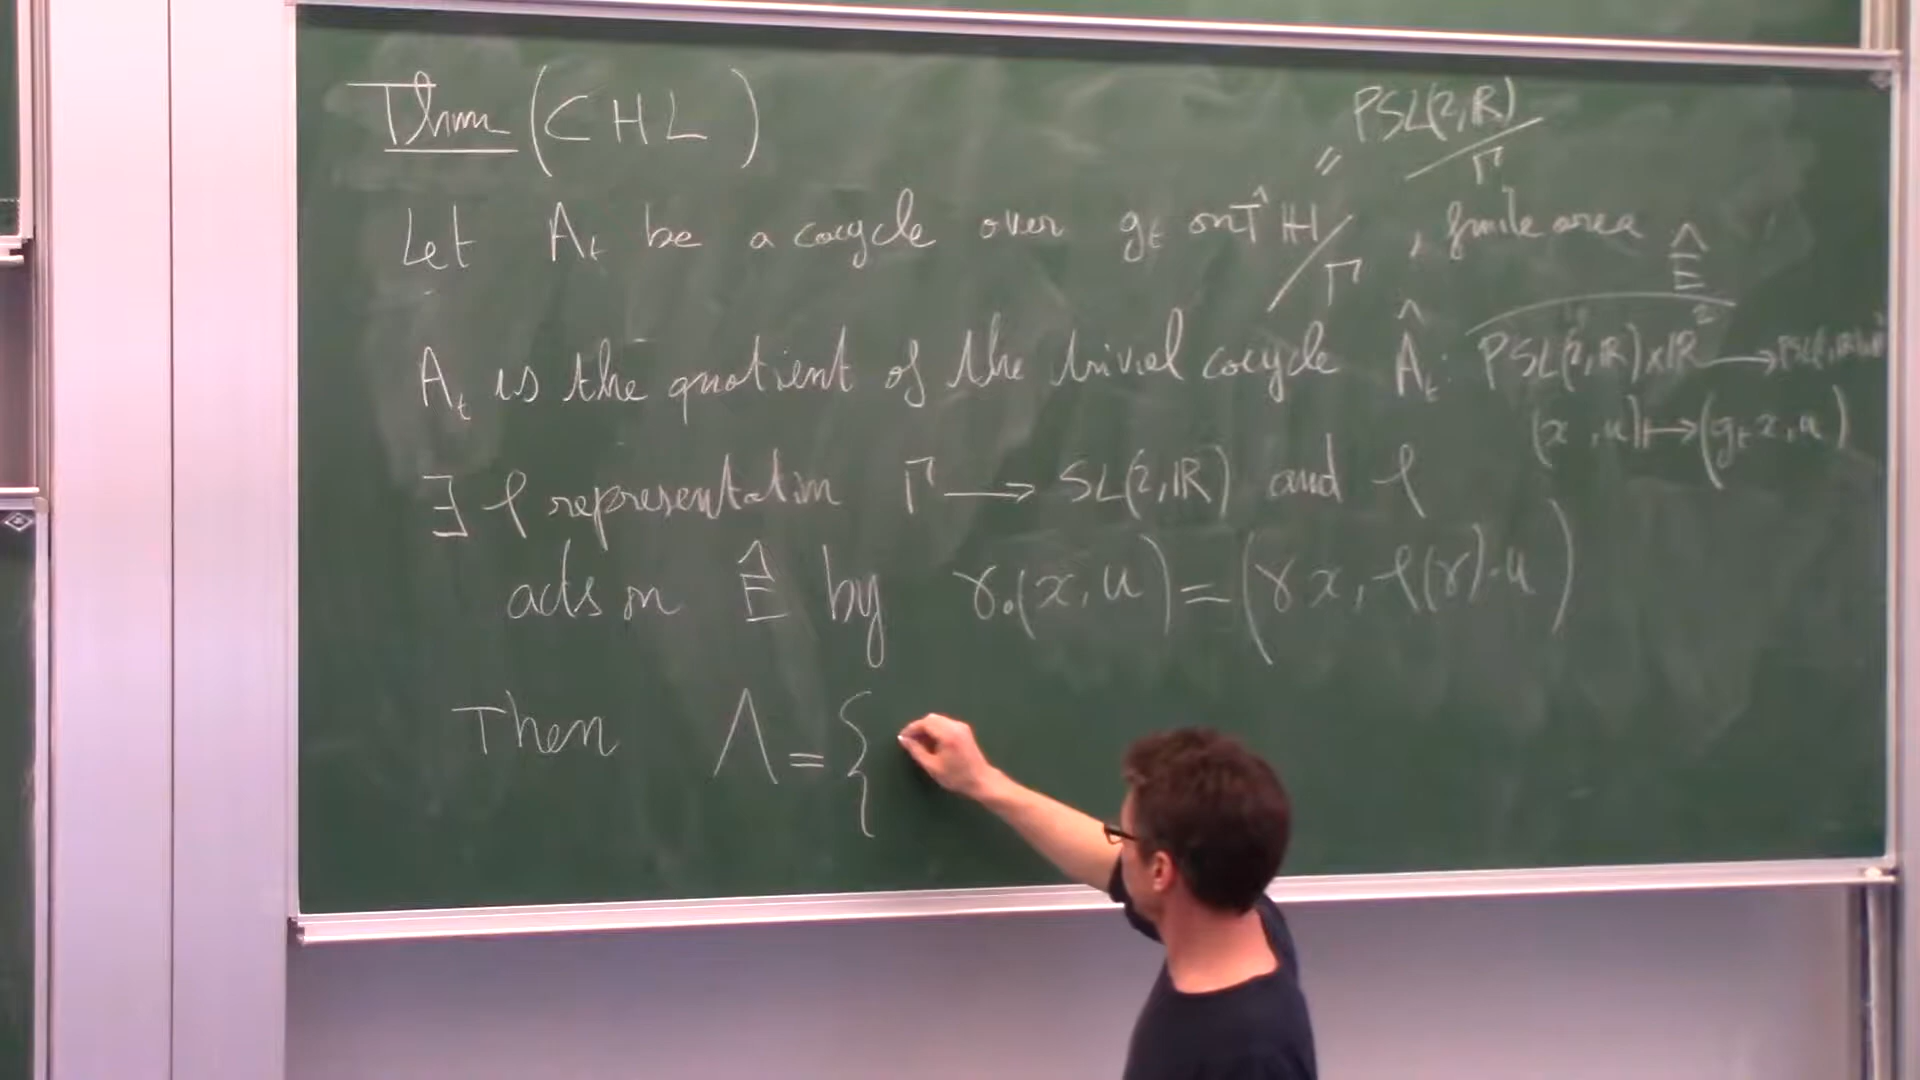 Thm (CHL)
Let A_t be a cocycle over g_t on T^1 ℍ/Γ = PSL(2,ℝ)/Γ, finite area
A_t is the quotient of the trivial cocycle Â_t : PSL(2,ℝ)×ℝ² ⟶ PSL(2,ℝ)×ℝ²
Ê
(x,u) ⟼ (g_t x, u)
∃ ρ representation Γ ⟶ SL(2,ℝ) and ρ
acts on Ê by γ.(x,u) = (γx, ρ(γ).u)
Then Λ = {